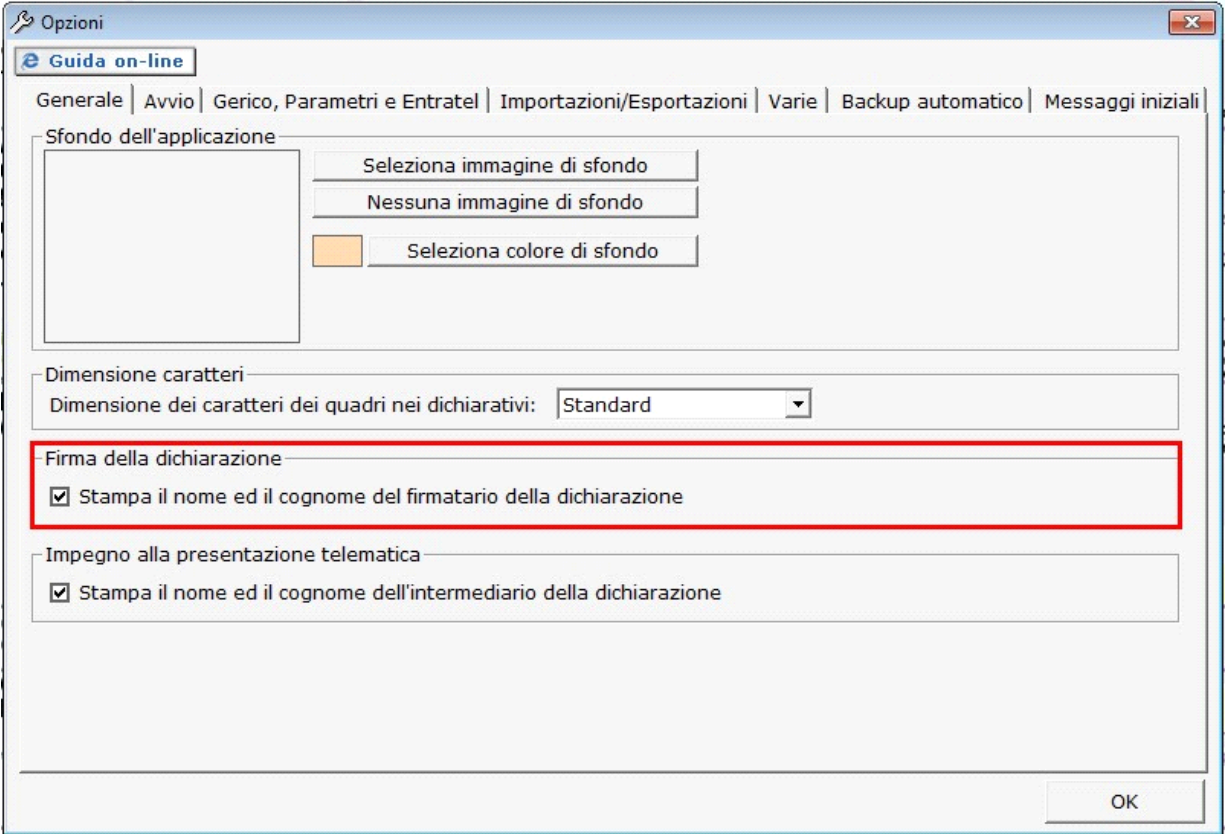 Opzioni
Guida on-line
Generale Avvio Gerico, Parametri e Entratel Importazioni/Esportazioni Varie Backup automatico Messaggi iniziali
Sfondo dell'applicazione
Seleziona immagine di sfondo
Nessuna immagine di sfondo
Seleziona colore di sfondo
Dimensione caratteri
Dimensione dei caratteri dei quadri nei dichiarativi: Standard
Firma della dichiarazione
Stampa il nome ed il cognome del firmatario della dichiarazione
Impegno alla presentazione telematica
Stampa il nome ed il cognome dell'intermediario della dichiarazione
OK